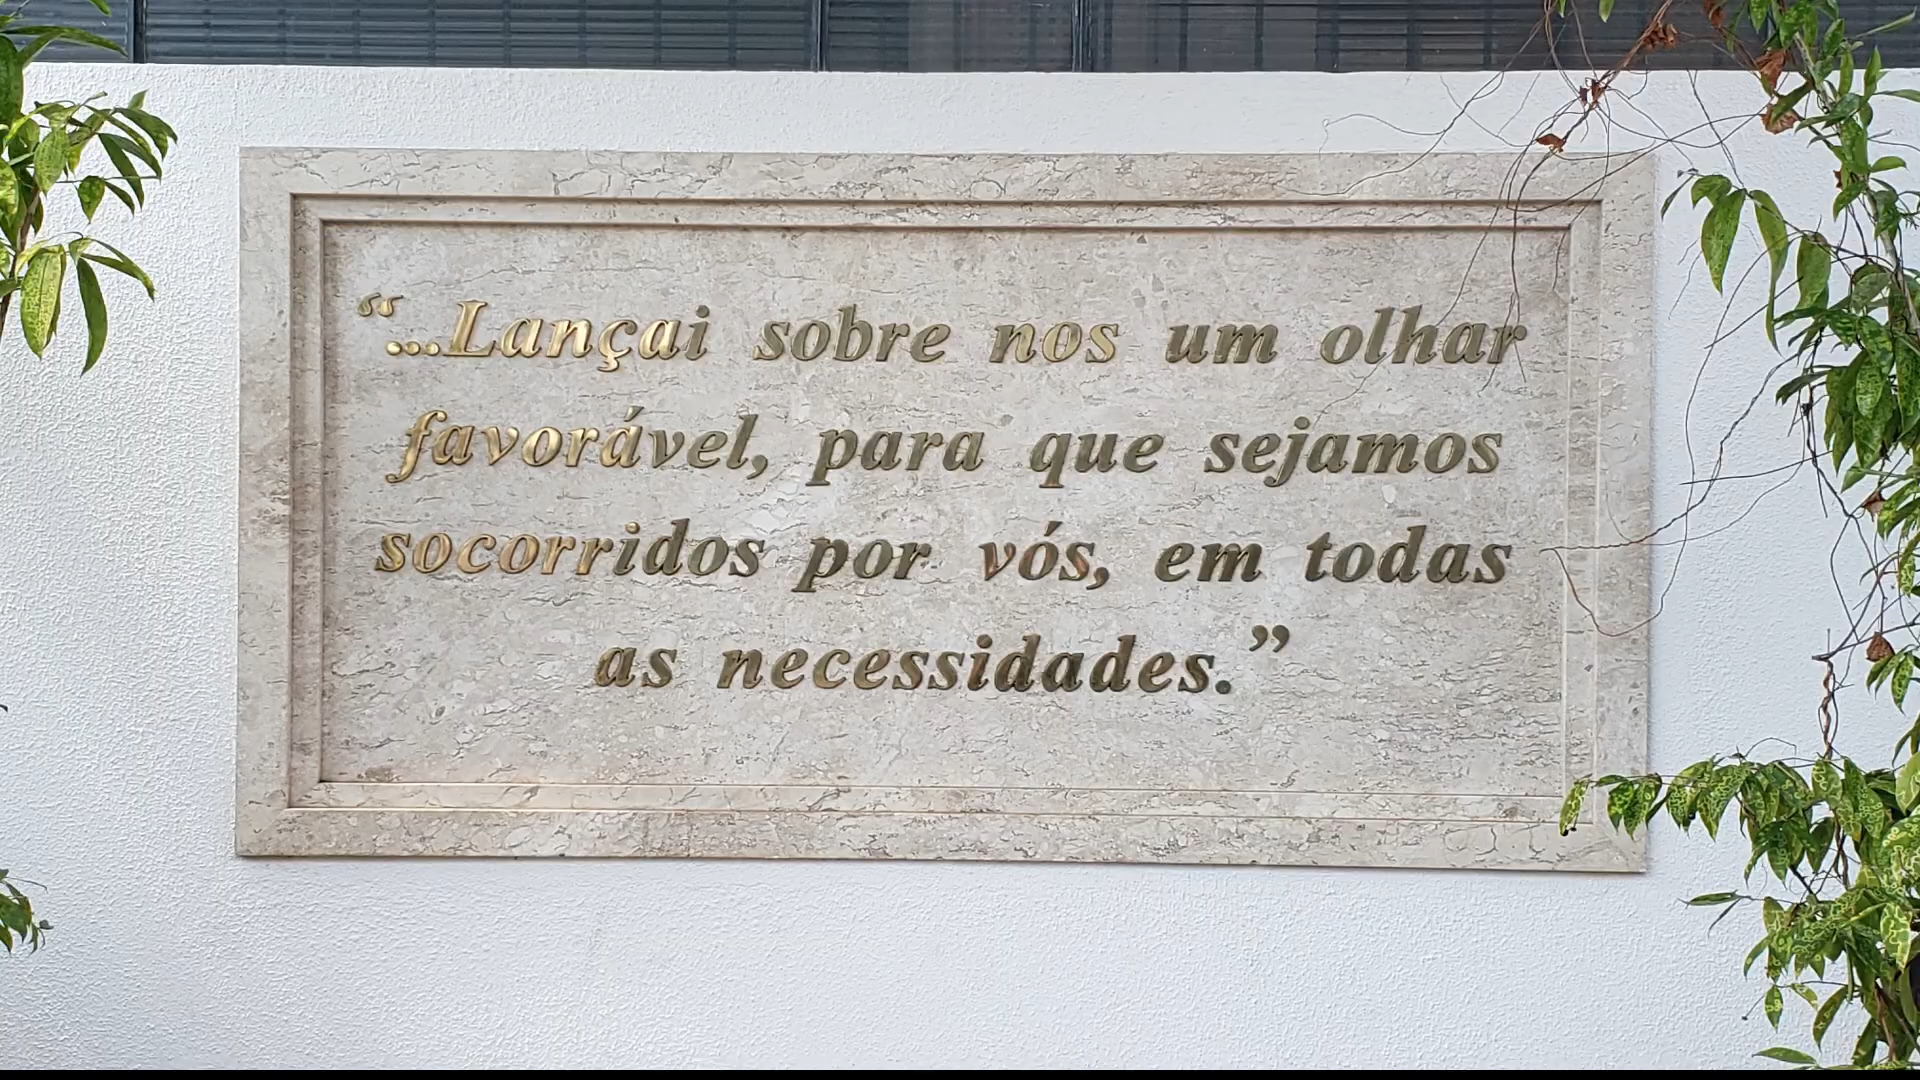 “...Lançai sobre nos um olhar
favorável, para que sejamos
socorridos por vós, em todas
as necessidades.”